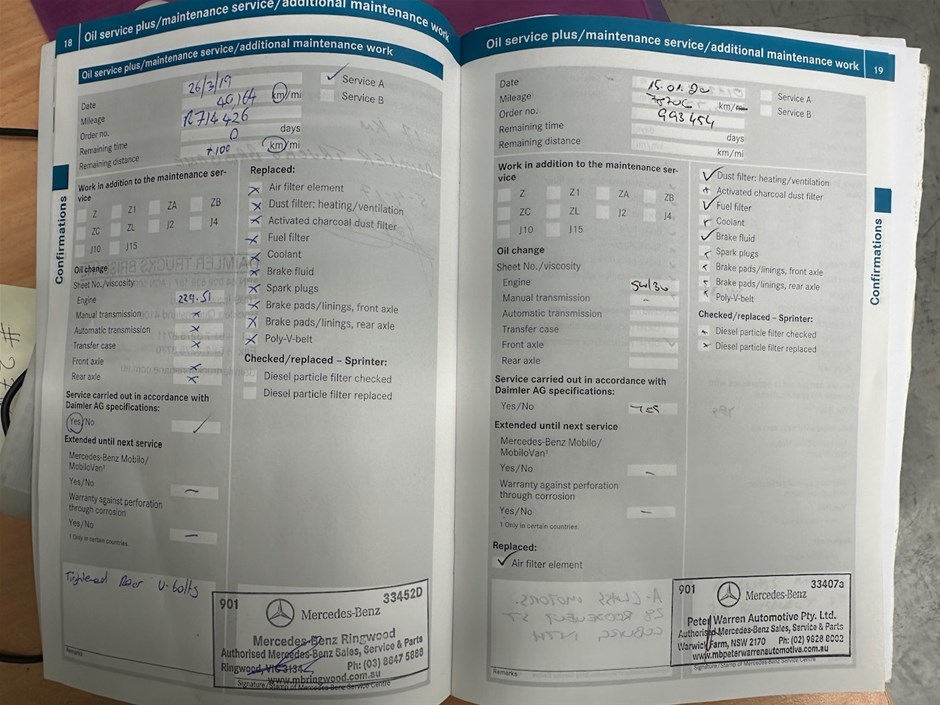 18 Oil service plus/maintenance service/additional maintenance work
Oil service plus/maintenance service/additional maintenance work
Date 26/3/19
Service A
Mileage km/mi
Service B
Order no. R714426
Remaining time 0 days
Remaining distance +100 km/mi
Work in addition to the maintenance service
Z Z1 ZA ZB
ZC ZL J2 J4
J10 J15
Oil change
Sheet No./viscosity
Engine 229.51
Manual transmission x
Automatic transmission x
Transfer case x
Front axle x
Rear axle x
Service carried out in accordance with
Daimler AG specifications:
Yes/No
Extended until next service
Mercedes-Benz Mobilo/
MobiloVan¹
Yes/No
Warranty against perforation
through corrosion
Yes/No
¹ Only in certain countries.
Replaced:
Air filter element
Dust filter: heating/ventilation
Activated charcoal dust filter
Fuel filter
Coolant
Brake fluid
Spark plugs
Brake pads/linings, front axle
Brake pads/linings, rear axle
Poly-V-belt
Checked/replaced – Sprinter:
Diesel particle filter checked
Diesel particle filter replaced
Confirmations
Rear U-bolts
901 33452D
Mercedes-Benz
Mercedes-Benz Ringwood
Authorised Mercedes-Benz Sales, Service & Parts
Ringwood, VIC 3134 Ph: (03) 8847 5888
www.mbringwood.com.au
Remarks
Signature/Stamp of Mercedes-Benz Service Centre
Oil service plus/maintenance service/additional maintenance work 19
Date 15.01.20
Service A
Mileage km/mi
Service B
Order no. 993454
Remaining time days
Remaining distance km/mi
Work in addition to the maintenance service
Z Z1 ZA ZB
ZC ZL J2 J4
J10 J15
Oil change
Sheet No./viscosity
Engine
Manual transmission
Automatic transmission
Transfer case
Front axle
Rear axle
Service carried out in accordance with
Daimler AG specifications:
Yes/No yes
Extended until next service
Mercedes-Benz Mobilo/
MobiloVan¹
Yes/No
Warranty against perforation
through corrosion
Yes/No
¹ Only in certain countries.
Replaced:
Air filter element
Dust filter: heating/ventilation
Activated charcoal dust filter
Fuel filter
Coolant
Brake fluid
Spark plugs
Brake pads/linings, front axle
Brake pads/linings, rear axle
Poly-V-belt
Checked/replaced – Sprinter:
Diesel particle filter checked
Diesel particle filter replaced
Confirmations
901 33407a
Mercedes-Benz
Peter Warren Automotive Pty. Ltd.
Authorised Mercedes-Benz Sales, Service & Parts
Warwick Farm, NSW 2170 Ph: (02) 9828 8002
www.mbpeterwarrenautomotive.com.au
Remarks
Signature/Stamp of Mercedes-Benz Service Centre